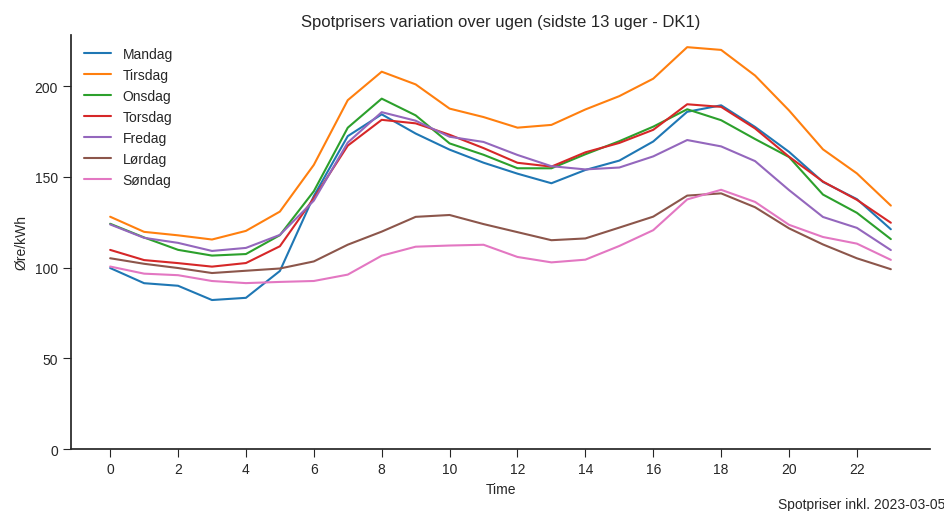 Spotprisers variation over ugen (sidste 13 uger - DK1)
Mandag
Tirsdag
Onsdag
Torsdag
Fredag
Lørdag
Søndag
Øre/kWh
200
150
100
50
0
0 2 4 6 8 10 12 14 16 18 20 22
Time
Spotpriser inkl. 2023-03-05